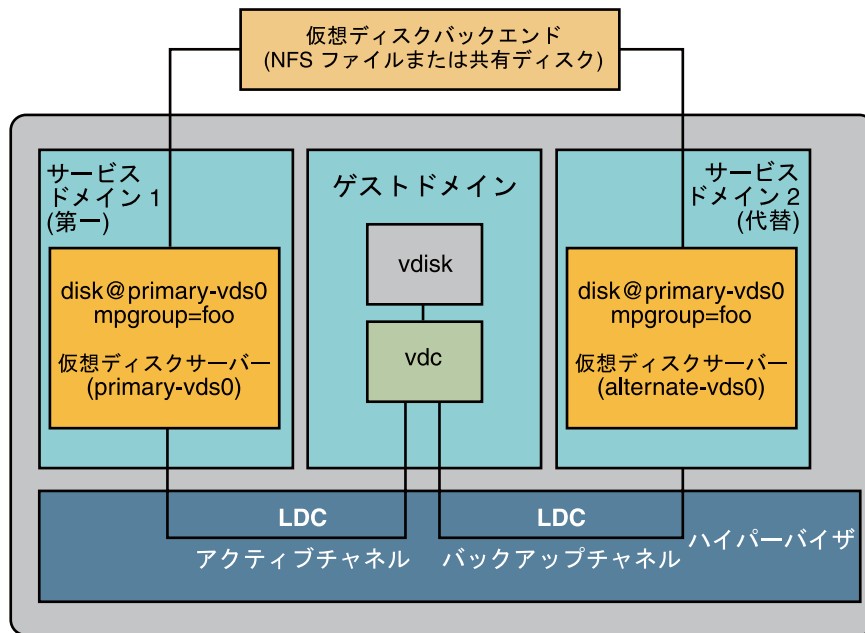 仮想ディスクバックエンド
(NFS ファイルまたは共有ディスク)
サービス
ドメイン 1
(第一)
disk@primary-vds0
mpgroup=foo
仮想ディスクサーバー
(primary-vds0)
ゲストドメイン
vdisk
vdc
サービス
ドメイン 2
(代替)
disk@primary-vds0
mpgroup=foo
仮想ディスクサーバー
(alternate-vds0)
LDC
アクティブチャネル
LDC
バックアップチャネル
ハイパーバイザ